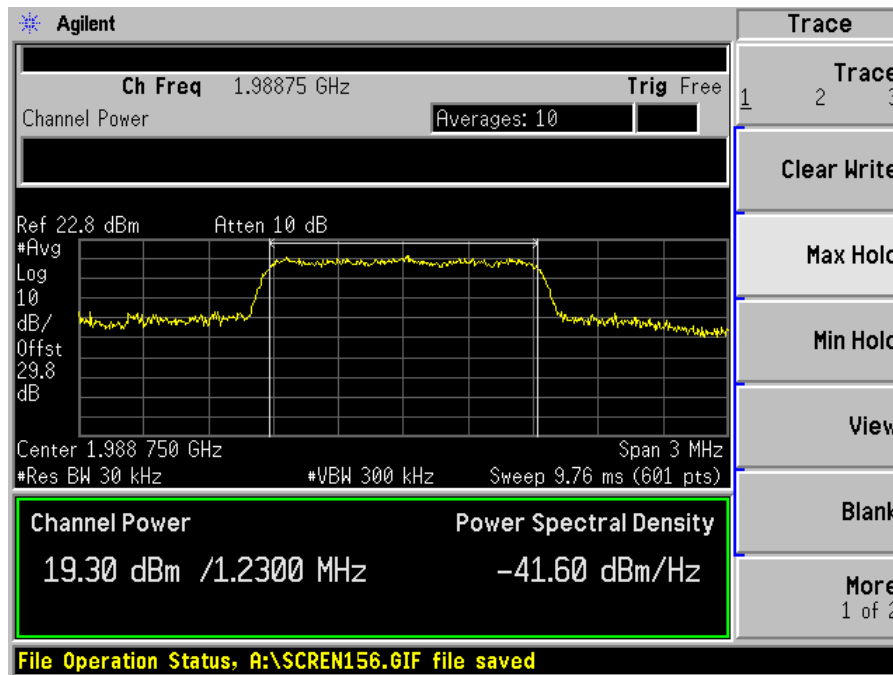 Agilent
Trace
Ch Freq 1.98875 GHz Trig Free
Channel Power Averages: 10
Ref 22.8 dBm Atten 10 dB
#Avg
Log
10
dB/
Offst
29.8
dB
Center 1.988 750 GHz Span 3 MHz
#Res BW 30 kHz #VBW 300 kHz Sweep 9.76 ms (601 pts)
Channel Power Power Spectral Density
19.30 dBm /1.2300 MHz -41.60 dBm/Hz
File Operation Status, A:\SCREN156.GIF file saved
Trace
1 2
Clear Write
Max Hold
Min Hold
View
Blank
More
1 of 2